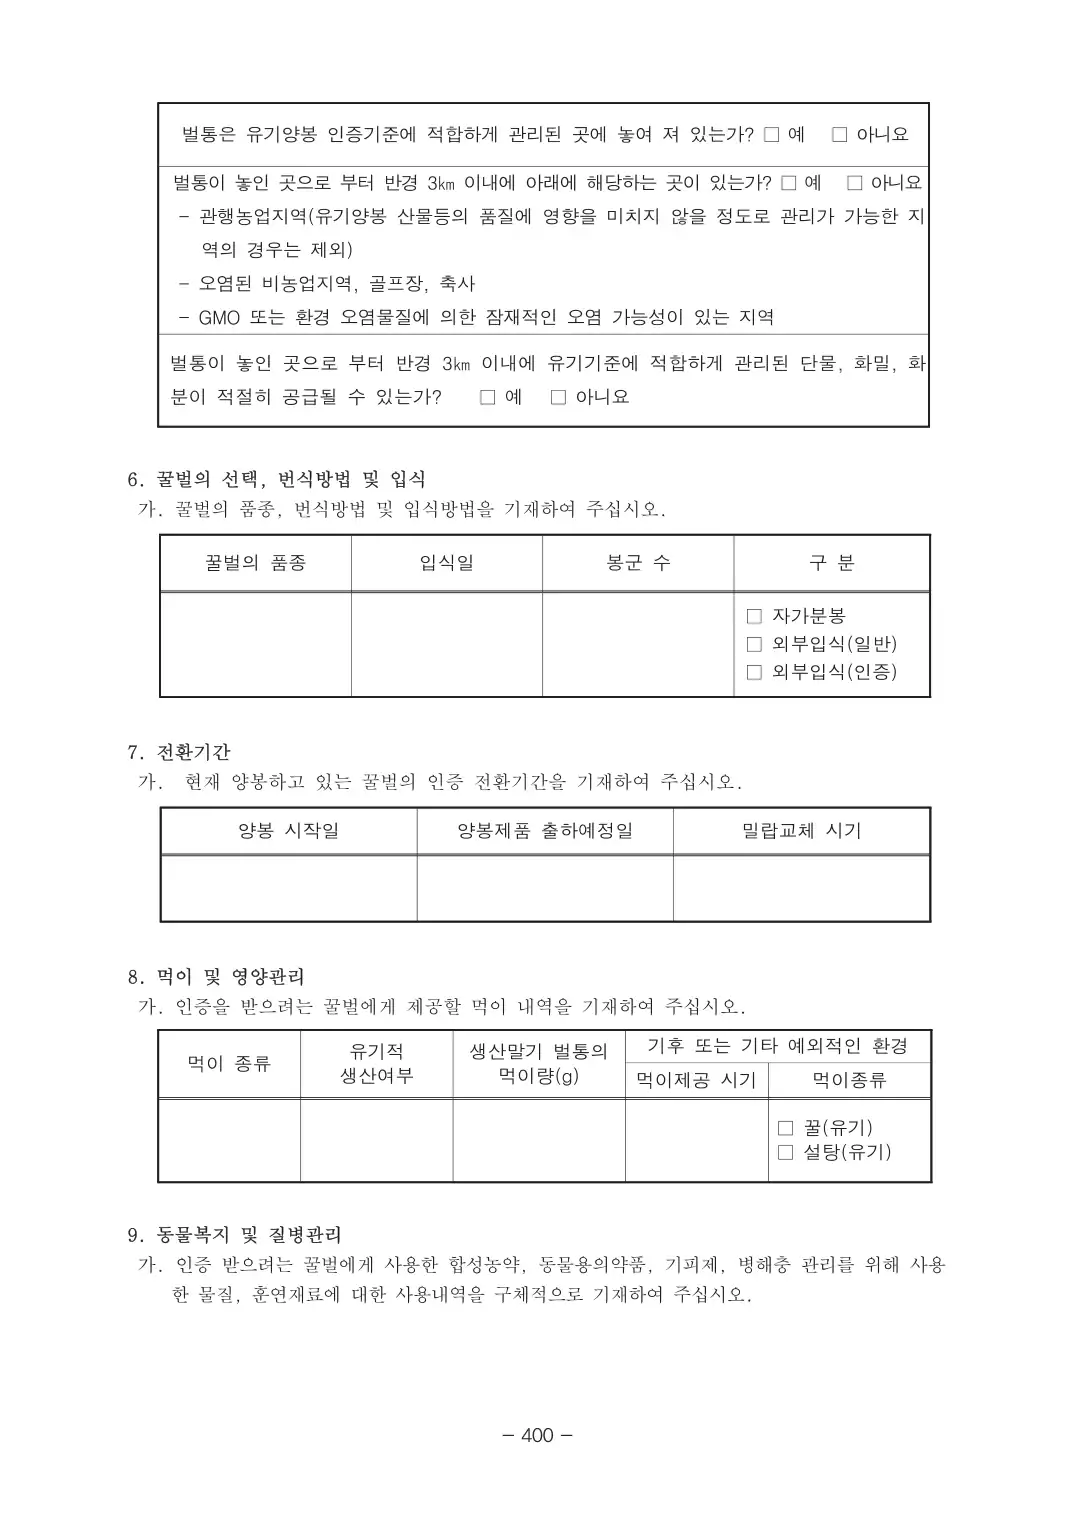 벌통은 유기양봉 인증기준에 적합하게 관리된 곳에 놓여 져 있는가? □ 예 □ 아니요
벌통이 놓인 곳으로 부터 반경 3㎞ 이내에 아래에 해당하는 곳이 있는가? □ 예 □ 아니요
- 관행농업지역(유기양봉 산물등의 품질에 영향을 미치지 않을 정도로 관리가 가능한 지
역의 경우는 제외)
- 오염된 비농업지역, 골프장, 축사
- GMO 또는 환경 오염물질에 의한 잠재적인 오염 가능성이 있는 지역
벌통이 놓인 곳으로 부터 반경 3㎞ 이내에 유기기준에 적합하게 관리된 단물, 화밀, 화
분이 적절히 공급될 수 있는가? □ 예 □ 아니요
6. 꿀벌의 선택, 번식방법 및 입식
가. 꿀벌의 품종, 번식방법 및 입식방법을 기재하여 주십시오.
꿀벌의 품종 입식일 봉군 수 구 분
□ 자가분봉
□ 외부입식(일반)
□ 외부입식(인증)
7. 전환기간
가. 현재 양봉하고 있는 꿀벌의 인증 전환기간을 기재하여 주십시오.
양봉 시작일 양봉제품 출하예정일 밀랍교체 시기
8. 먹이 및 영양관리
가. 인증을 받으려는 꿀벌에게 제공할 먹이 내역을 기재하여 주십시오.
먹이 종류 유기적 생산말기 벌통의 기후 또는 기타 예외적인 환경
생산여부 먹이량(g) 먹이제공 시기 먹이종류
□ 꿀(유기)
□ 설탕(유기)
9. 동물복지 및 질병관리
가. 인증 받으려는 꿀벌에게 사용한 합성농약, 동물용의약품, 기피제, 병해충 관리를 위해 사용
한 물질, 훈연재료에 대한 사용내역을 구체적으로 기재하여 주십시오.
- 400 -